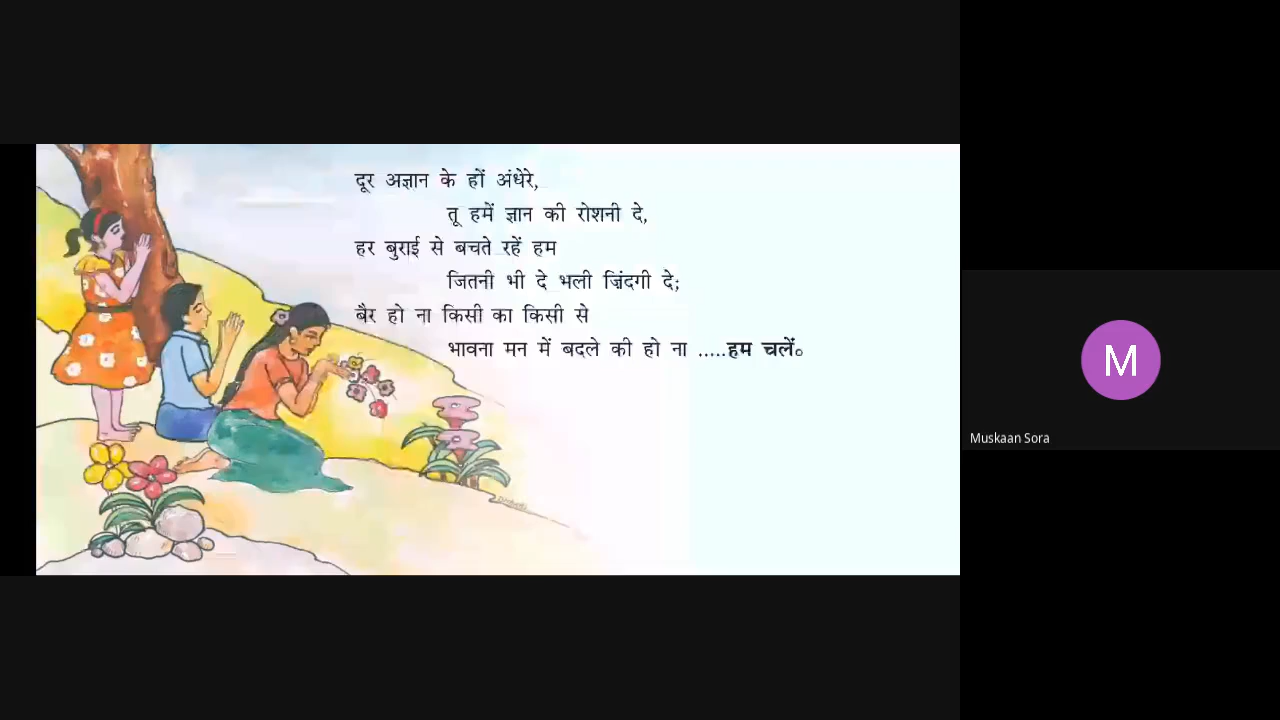 दूर अज्ञान के हों अंधेरे,
तू हमें ज्ञान की रोशनी दे,
हर बुराई से बचते रहें हम
जितनी भी दे भली ज़िंदगी दे;
बैर हो ना किसी का किसी से
भावना मन में बदले की हो ना .....हम चलें॰
M
Muskaan Sora